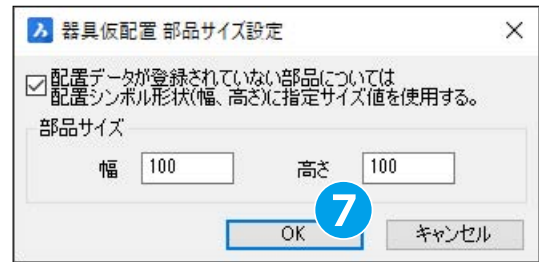 器具仮配置 部品サイズ設定
配置データが登録されていない部品については
配置シンボル形状(幅、高さ)に指定サイズ値を使用する。
部品サイズ
幅 100 高さ 100
7
OK キャンセル